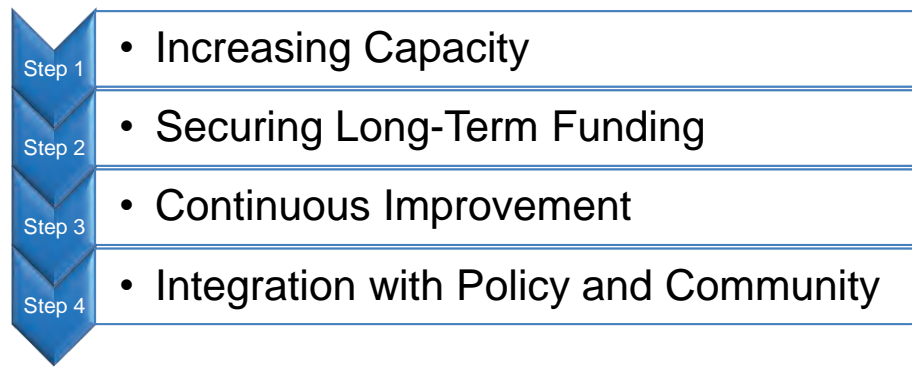 Step 1
• Increasing Capacity
Step 2
• Securing Long-Term Funding
Step 3
• Continuous Improvement
Step 4
• Integration with Policy and Community